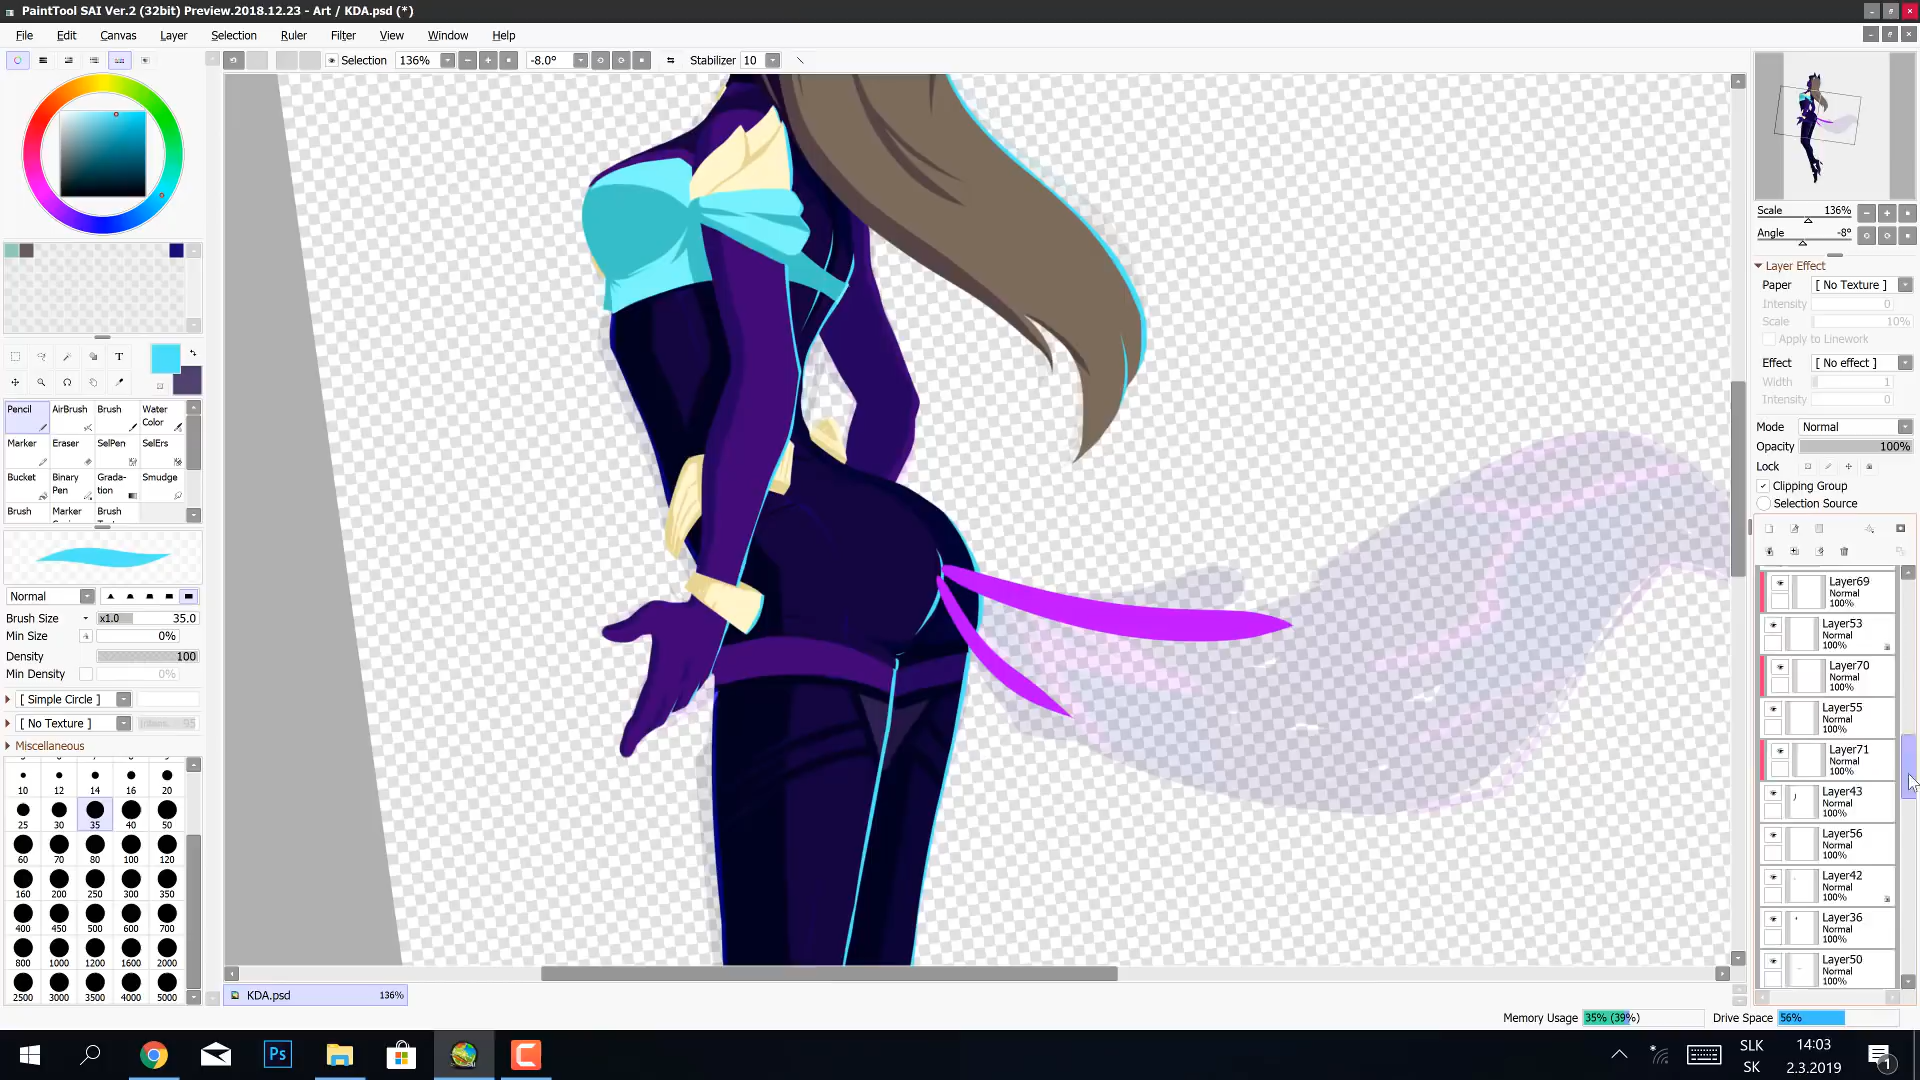 PaintTool SAI Ver.2 (32bit) Preview.2018.12.23 - Art / KDA.psd (*)
File Edit Canvas Layer Selection Ruler Filter View Window Help
Selection 136% -8.0° Stabilizer 10
Scale 136%
Angle -8°
Layer Effect
Paper [ No Texture ]
Intensity 0
Scale 10%
Apply to Linework
Effect [ No effect ]
Width 1
Intensity 0
Mode Normal
Opacity 100%
Lock
Clipping Group
Selection Source
Layer69
Normal
100%
Layer53
Normal
100%
Layer70
Normal
100%
Layer55
Normal
100%
Layer71
Normal
100%
Layer43
Normal
100%
Layer56
Normal
100%
Layer42
Normal
100%
Layer36
Normal
100%
Layer50
Normal
100%
T
Pencil AirBrush Brush Water Color
Marker Eraser SelPen SelErs
Bucket Binary Pen Grada-tion Smudge
Brush
Normal
Brush Size x1.0 35.0
Min Size 0%
Density 100
Min Density 0%
[ Simple Circle ]
[ No Texture ] 95
Miscellaneous
10 12 14 16 20
25 30 35 40 50
60 70 80 100 120
160 200 250 300 350
400 450 500 600 700
800 1000 1200 1600 2000
2500 3000 3500 4000 5000
KDA.psd 136%
Memory Usage 35% (39%) Drive Space 56%
Ps
SLK
SK
14:03
2.3.2019
1